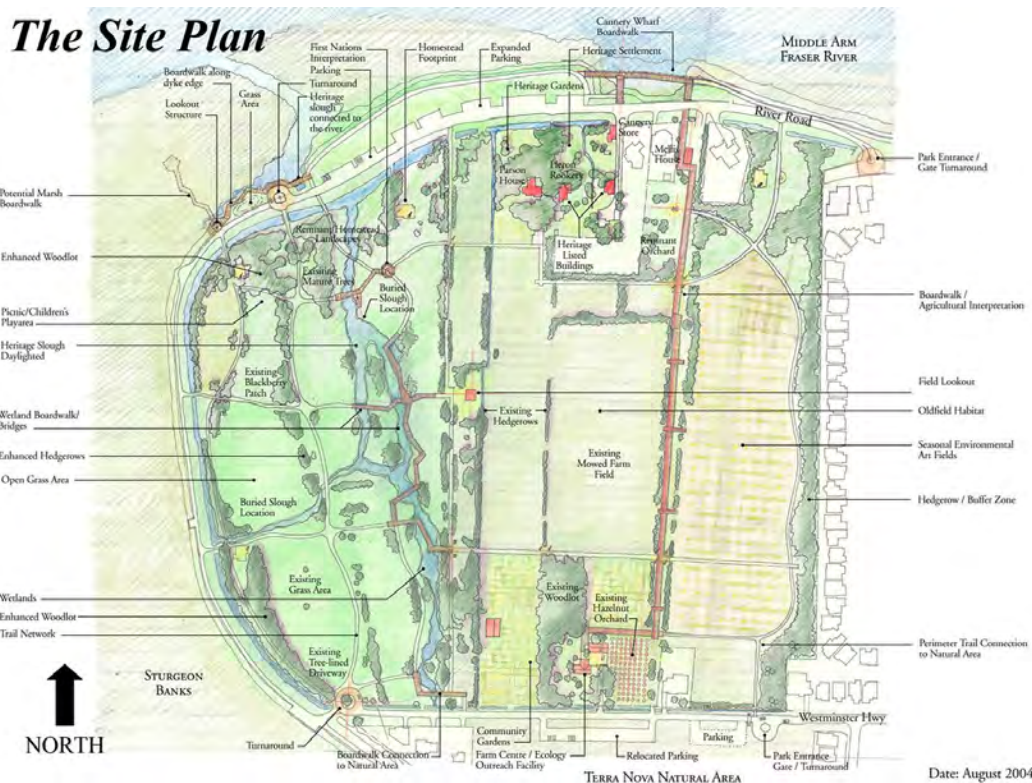 The Site Plan
Cannery Wharf
Boardwalk
MIDDLE ARM
FRASER RIVER
First Nations
Interpretation
Parking
Homestead
Footprint
Expanded
Parking
Heritage Settlement
Boardwalk along
dyke edge
Turnaround
Heritage
slough
connected to
the river
Heritage Gardens
Grass
Area
Lookout
Structure
River Road
Cannery
Store
Mellis
House
Parson
House
Heron
Rookery
Park Entrance /
Gate Turnaround
Potential Marsh
Boardwalk
Remnant Homestead
Landscapes
Heritage
Listed
Buildings
Remnant
Orchard
Enhanced Woodlot
Existing
Mature Trees
Buried
Slough
Location
Boardwalk /
Agricultural Interpretation
Picnic/Children's
Playarea
Heritage Slough
Daylighted
Existing
Blackberry
Patch
Field Lookout
Wetland Boardwalk/
Bridges
Existing
Hedgerows
Oldfield Habitat
Enhanced Hedgerows
Existing
Mowed Farm
Field
Seasonal Environmental
Art Fields
Open Grass Area
Buried Slough
Location
Hedgerow / Buffer Zone
Existing
Grass Area
Existing
Woodlot
Existing
Hazelnut
Orchard
Wetlands
Enhanced Woodlot
Trail Network
Existing
Tree-lined
Driveway
Perimeter Trail Connection
to Natural Area
STURGEON
BANKS
NORTH
Westminster Hwy
Turnaround
Boardwalk Connection
to Natural Area
Community
Gardens
Farm Centre / Ecology
Outreach Facility
Relocated Parking
Parking
Park Entrance
Gate / Turnaround
TERRA NOVA NATURAL AREA
Date: August 2004